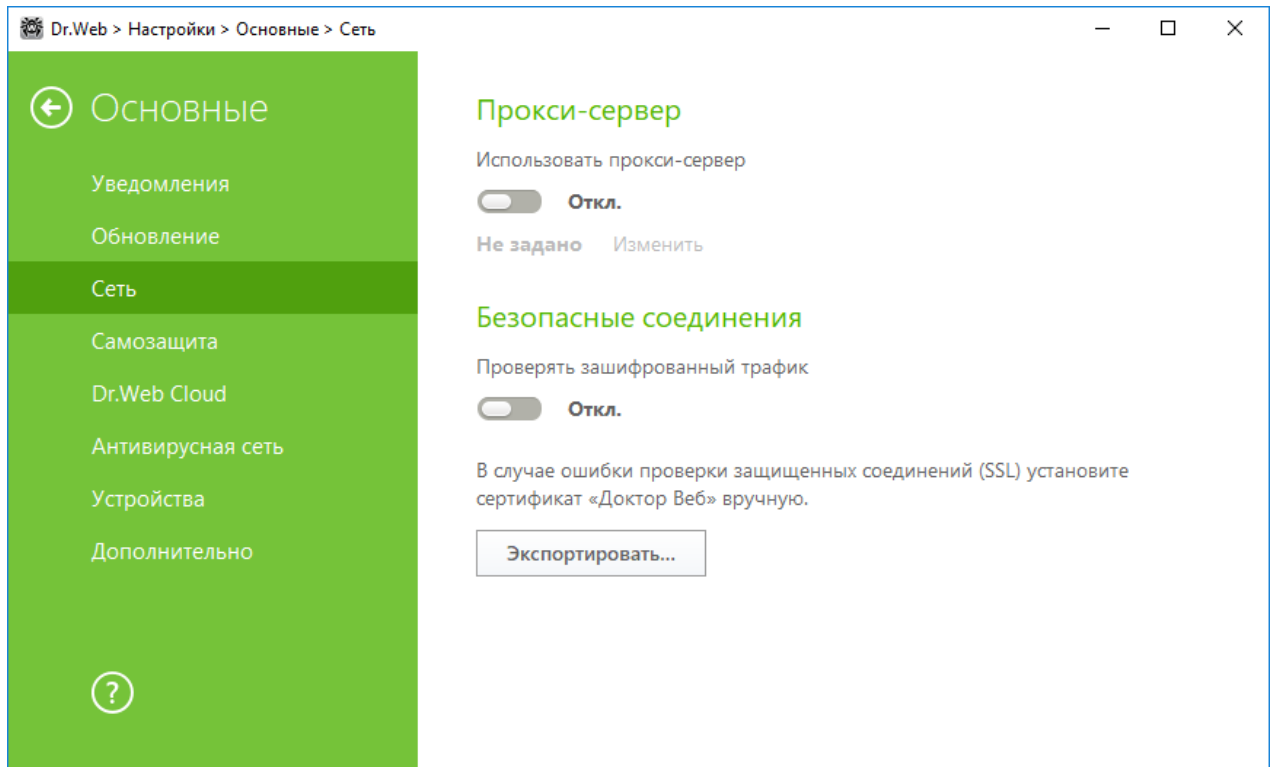 Dr.Web > Настройки > Основные > Сеть
Основные
Уведомления
Обновление
Сеть
Самозащита
Dr.Web Cloud
Антивирусная сеть
Устройства
Дополнительно
?
Прокси-сервер
Использовать прокси-сервер
Откл.
Не задано Изменить
Безопасные соединения
Проверять зашифрованный трафик
Откл.
В случае ошибки проверки защищенных соединений (SSL) установите
сертификат «Доктор Веб» вручную.
Экспортировать...